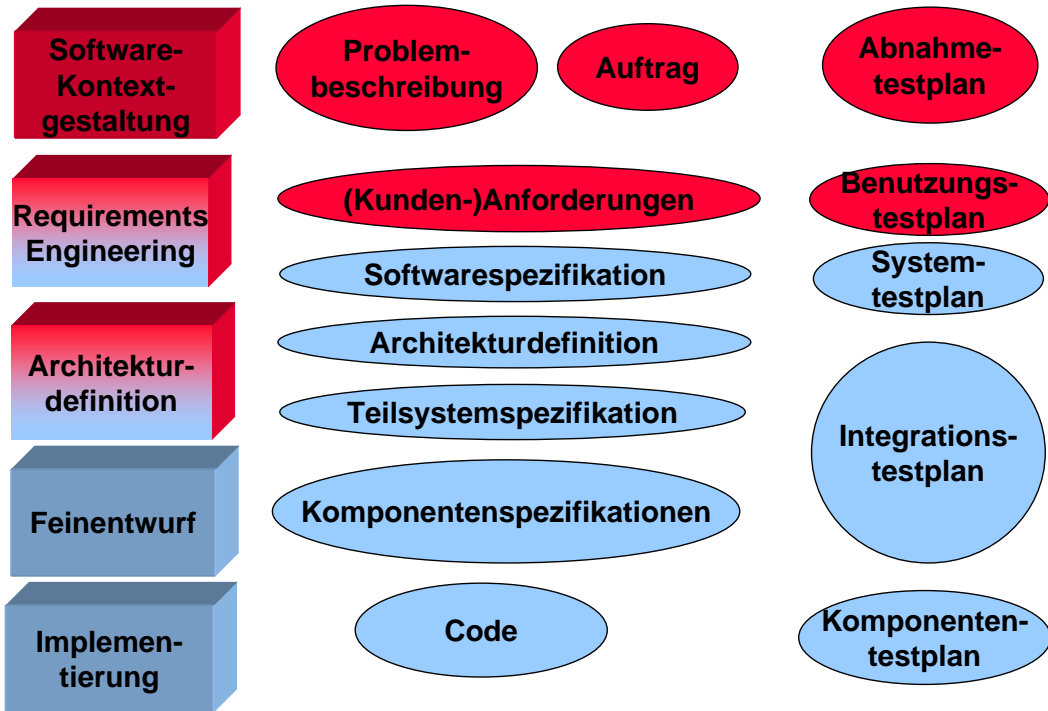 Software-
Kontext-
gestaltung
Problem-
beschreibung
Auftrag
Abnahme-
testplan
Requirements
Engineering
(Kunden-)Anforderungen
Benutzungs-
testplan
Softwarespezifikation
System-
testplan
Architektur-
definition
Architekturdefinition
Teilsystemspezifikation
Integrations-
testplan
Feinentwurf
Komponentenspezifikationen
Implemen-
tierung
Code
Komponenten-
testplan